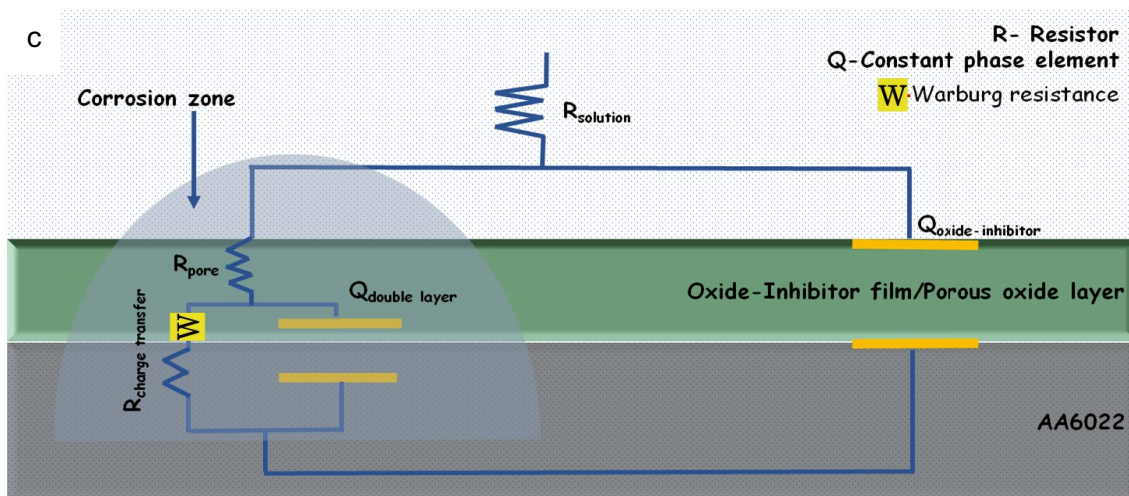 C
R- Resistor
Q-Constant phase element
W-Warburg resistance
Corrosion zone
Rsolution
Qoxide-inhibitor
Rpore
Qdouble layer
Oxide-Inhibitor film/Porous oxide layer
W
Rcharge transfer
AA6022